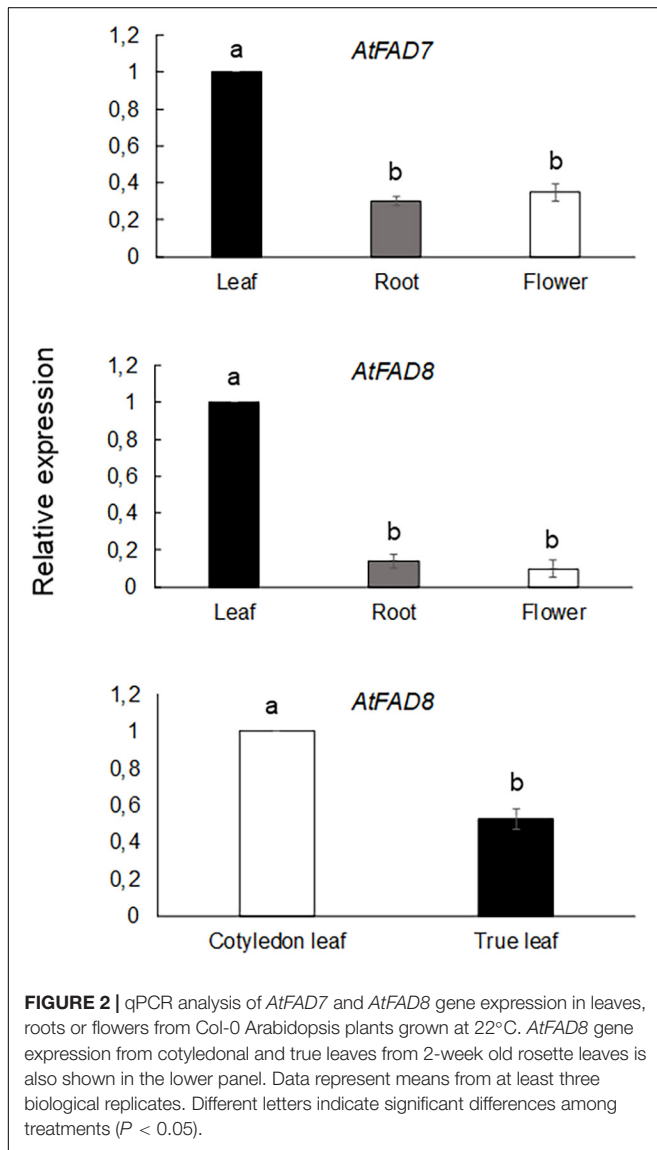 AtFAD7
1,2
1
0,8
0,6
0,4
0,2
0
a
b
b
Leaf Root Flower
Relative expression
AtFAD8
1,2
1
0,8
0,6
0,4
0,2
0
a
b
b
Leaf Root Flower
AtFAD8
1,2
1
0,8
0,6
0,4
0,2
0
a
b
Cotyledon leaf True leaf
FIGURE 2 | qPCR analysis of AtFAD7 and AtFAD8 gene expression in leaves,
roots or flowers from Col-0 Arabidopsis plants grown at 22°C. AtFAD8 gene
expression from cotyledonal and true leaves from 2-week old rosette leaves is
also shown in the lower panel. Data represent means from at least three
biological replicates. Different letters indicate significant differences among
treatments (P < 0.05).